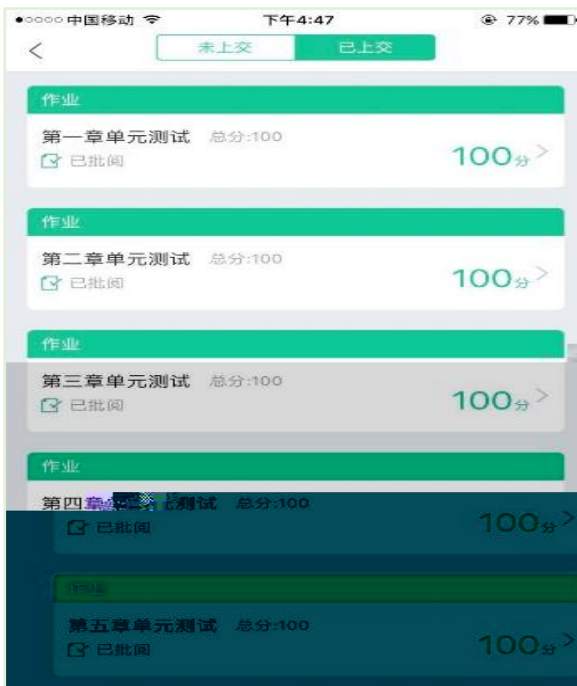 中国移动 下午4:47 77%
未上交 已上交
作业
第一章单元测试 总分:100
已批阅
100分
作业
第二章单元测试 总分:100
已批阅
100分
作业
第三章单元测试 总分:100
已批阅
100分
作业
第四章 元测试 总分:100
已批阅
100分
作业
第五章单元测试 总分:100
已批阅
100分